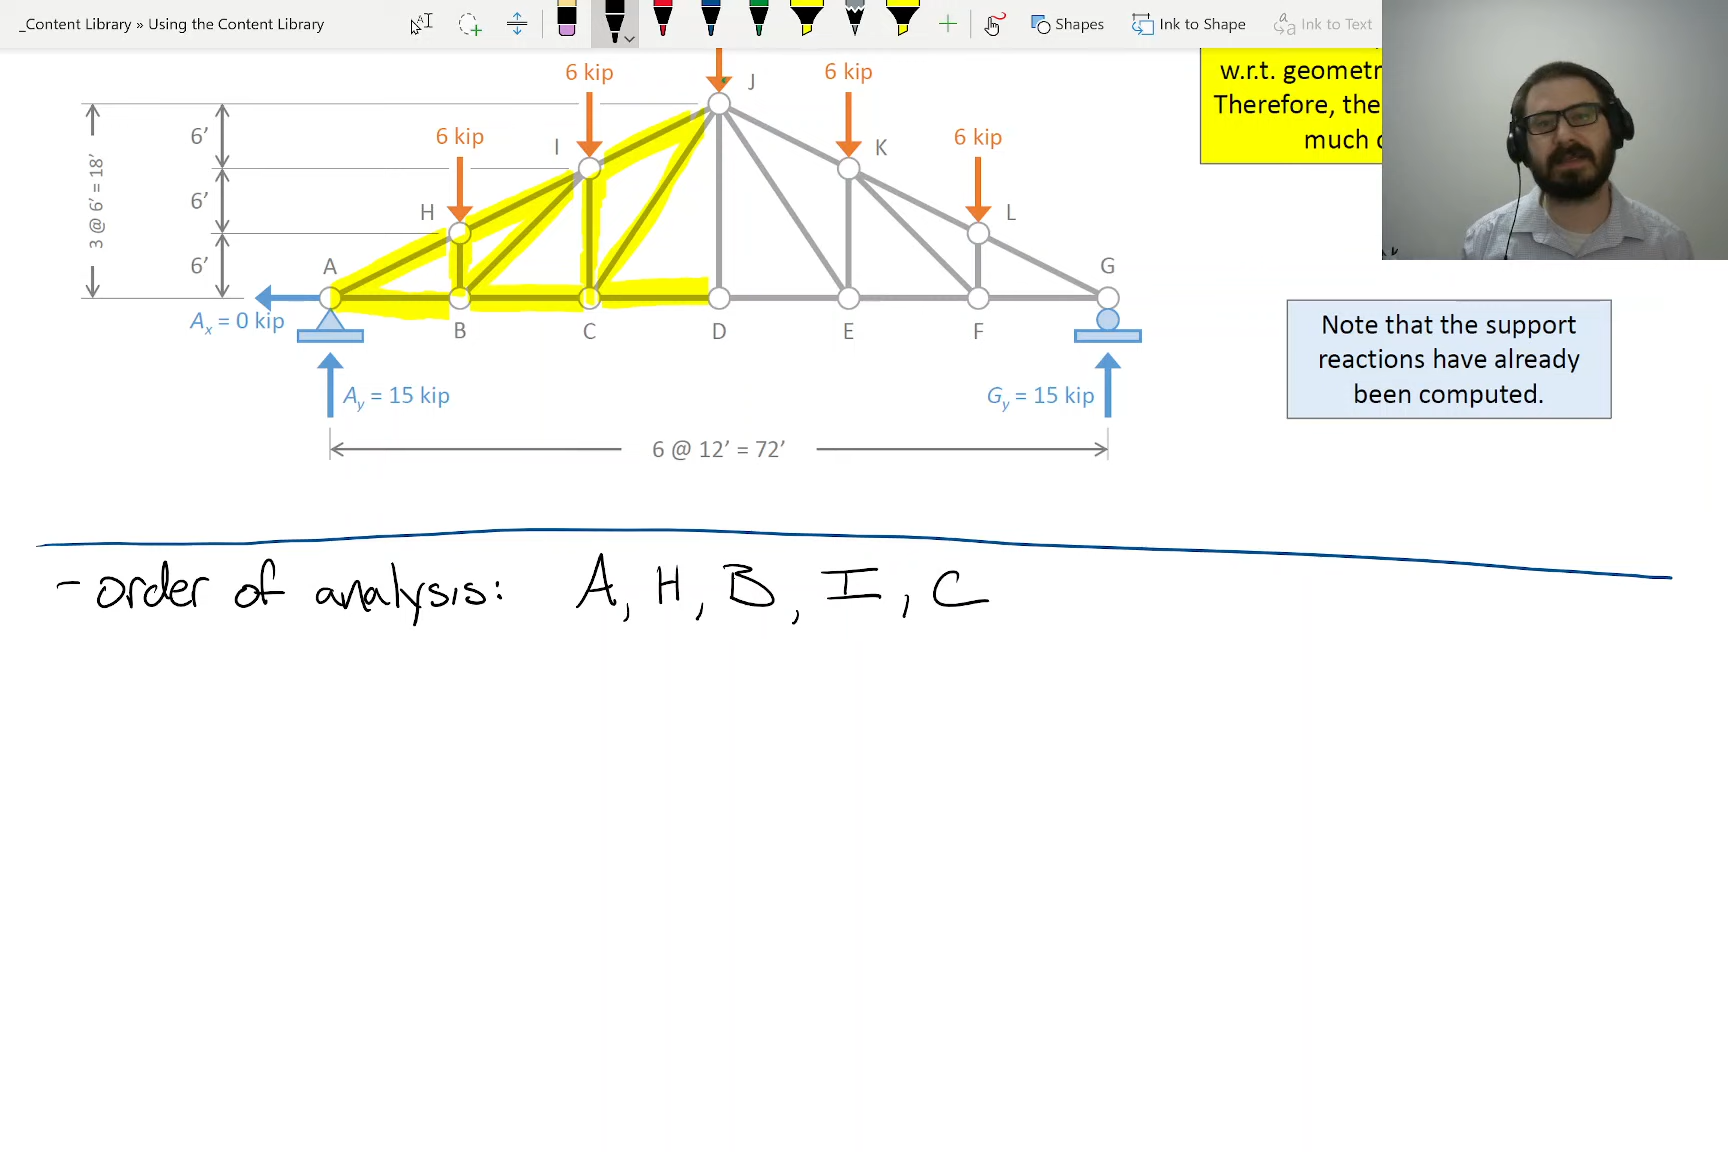 _Content Library » Using the Content Library
Shapes
Ink to Shape
Ink to Text
w.r.t. geometr
Therefore, the
much
6 kip
J
6 kip
6 kip
I
K
6 kip
H
L
6'
6'
6'
3 @ 6' = 18'
A
G
Ax = 0 kip
B
C
D
E
F
Ay = 15 kip
Gy = 15 kip
6 @ 12' = 72'
Note that the support
reactions have already
been computed.
- order of analysis: A, H, B, I, C